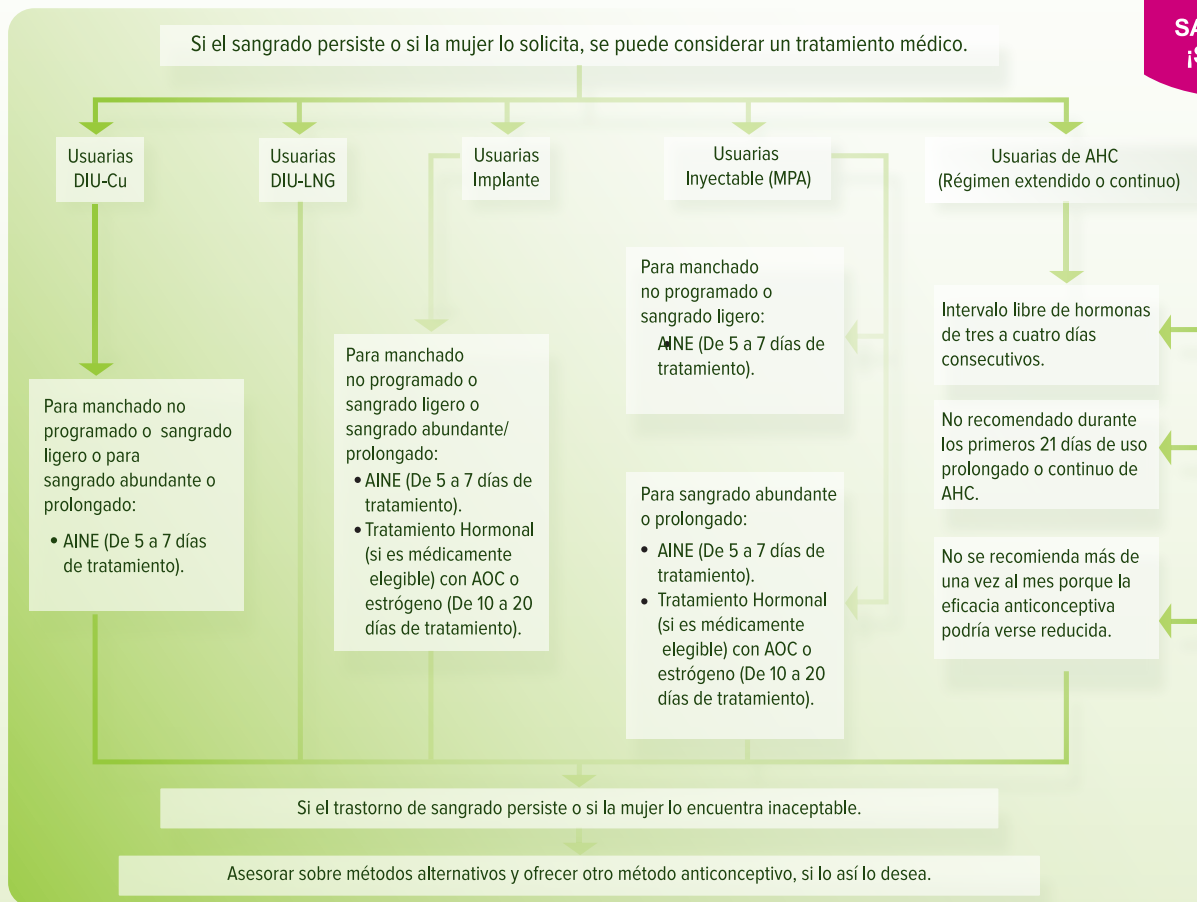 Si el sangrado persiste o si la mujer lo solicita, se puede considerar un tratamiento médico.
Usuarias
DIU-Cu
Usuarias
DIU-LNG
Usuarias
Implante
Usuarias
Inyectable (MPA)
Usuarias de AHC
(Régimen extendido o continuo)
Para manchado no
programado o sangrado
ligero o para
sangrado abundante o
prolongado:
• AINE (De 5 a 7 días
de tratamiento).
Para manchado
no programado o
sangrado ligero o
sangrado abundante/
prolongado:
• AINE (De 5 a 7 días de
tratamiento).
• Tratamiento Hormonal
(si es médicamente
elegible) con AOC o
estrógeno (De 10 a 20
días de tratamiento).
Para manchado
no programado o
sangrado ligero:
• AINE (De 5 a 7 días de
tratamiento).
Para sangrado abundante
o prolongado:
• AINE (De 5 a 7 días de
tratamiento).
• Tratamiento Hormonal
(si es médicamente
elegible) con AOC o
estrógeno (De 10 a 20
días de tratamiento).
Intervalo libre de hormonas
de tres a cuatro días
consecutivos.
No recomendado durante
los primeros 21 días de uso
prolongado o continuo de
AHC.
No se recomienda más de
una vez al mes porque la
eficacia anticonceptiva
podría verse reducida.
Si el trastorno de sangrado persiste o si la mujer lo encuentra inaceptable.
Asesorar sobre métodos alternativos y ofrecer otro método anticonceptivo, si lo así lo desea.